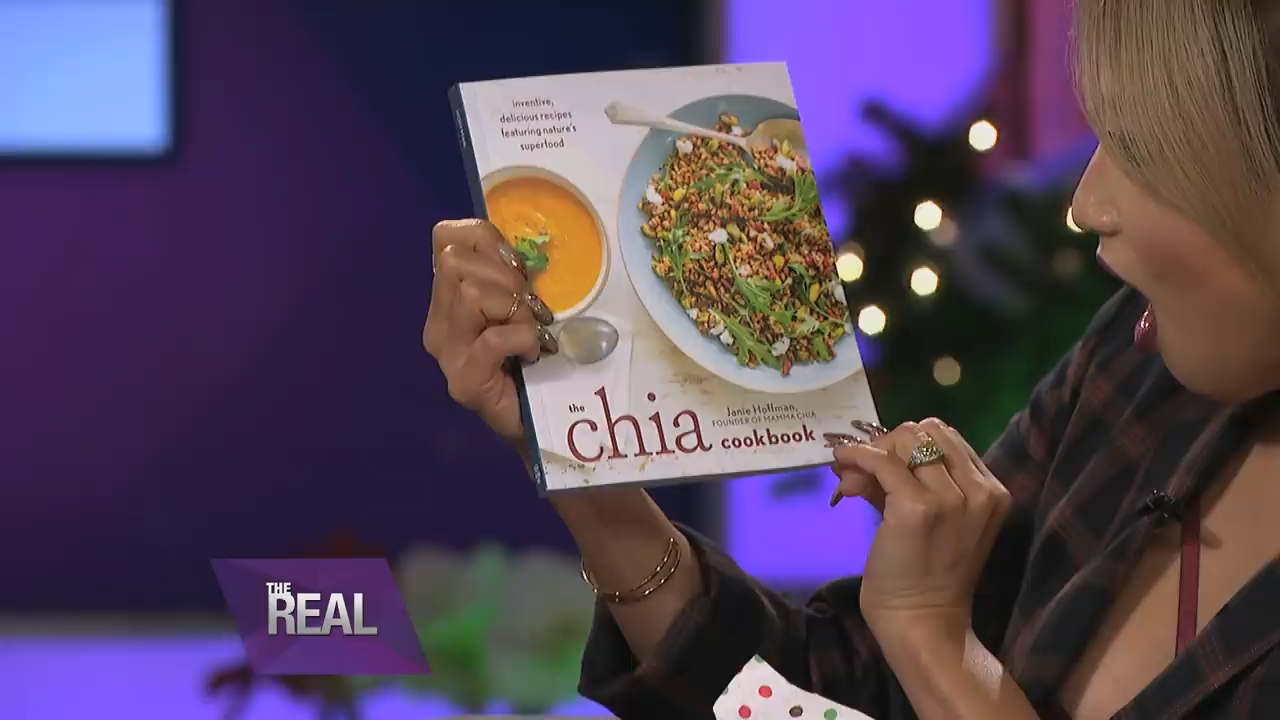 inventive,
delicious recipes
featuring nature's
superfood
the
chia
Janie Hoffman,
FOUNDER OF MAMMA CHIA
cookbook
THE
REAL